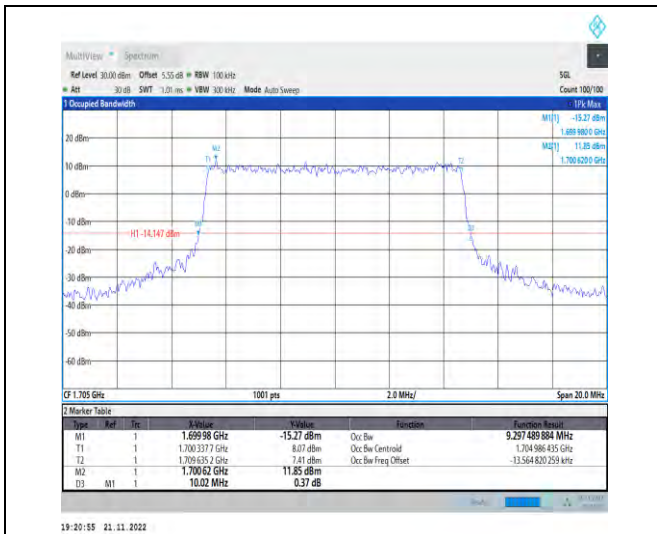 MultiView Spectrum
Ref Level 30.00 dBm Offset 5.55 dB RBW 100 kHz SGL
Att 30 dB SWT 1.01 ms VBW 300 kHz Mode Auto Sweep Count 100/100
1 Occupied Bandwidth 1Pk Max
M1[1] -15.27 dBm
1.699 980 0 GHz
20 dBm M2[1] 11.85 dBm
1.700 620 0 GHz
M2
T1 T2
10 dBm
0 dBm
-10 dBm
M1
H1 -14.147 dBm
-20 dBm
-30 dBm
-40 dBm
-50 dBm
-60 dBm
CF 1.705 GHz 1001 pts 2.0 MHz/ Span 20.0 MHz
2 Marker Table
Type Ref Trc X-Value Y-Value Function Function Result
M1 1 1.699 98 GHz -15.27 dBm Occ Bw 9.297 489 884 MHz
T1 1 1.700 337 7 GHz 8.07 dBm Occ Bw Centroid 1.704 986 435 GHz
T2 1 1.709 635 2 GHz 7.41 dBm Occ Bw Freq Offset -13.564 820 259 kHz
M2 1 1.700 62 GHz 11.85 dBm
D3 M1 1 10.02 MHz 0.37 dB
19:20:55 21.11.2022